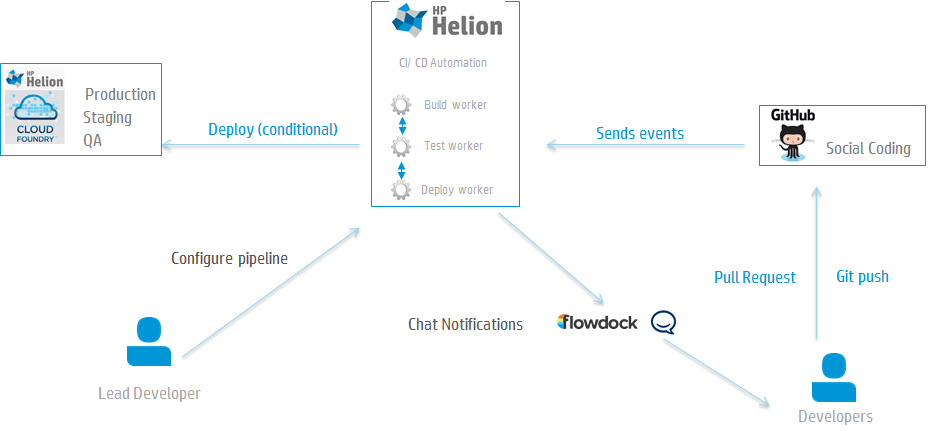 HP
Helion
CI/ CD Automation
Build worker
Test worker
Deploy worker
HP
Helion
CLOUD
FOUNDRY
Production
Staging
QA
Deploy (conditional)
Sends events
GitHub
Social Coding
Configure pipeline
Pull Request
Git push
Chat Notifications
flowdock
Lead Developer
Developers